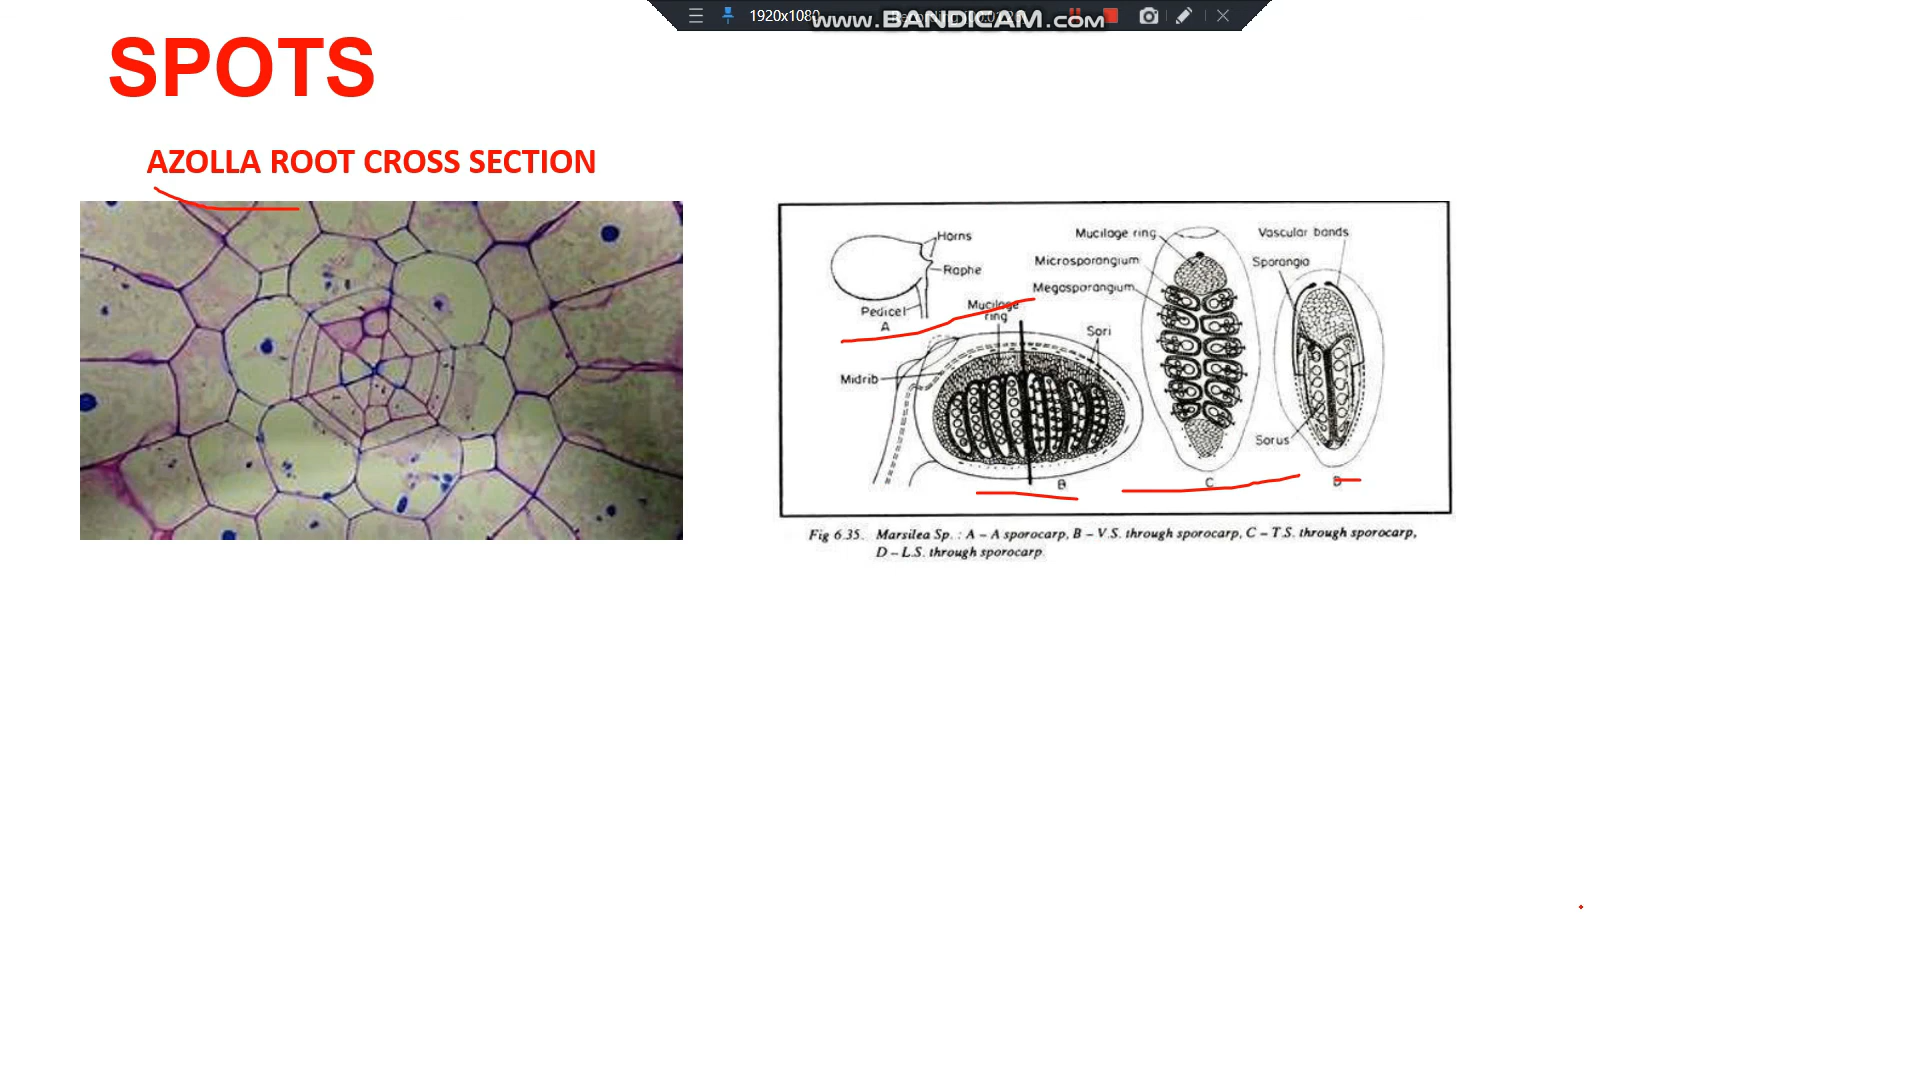 1920x1080
www.BANDICAM.com
SPOTS
AZOLLA ROOT CROSS SECTION
Horns
Raphe
Pedicel
A
Mucilage ring
Microsporangium
Megasporangium
Mucilage
ring
Sori
Midrib
B
C
Vascular bands
Sporangia
Sorus
D
Fig 6.35. Marsilea Sp. : A – A sporocarp, B – V.S. through sporocarp, C – T.S. through sporocarp,
D – L.S. through sporocarp.